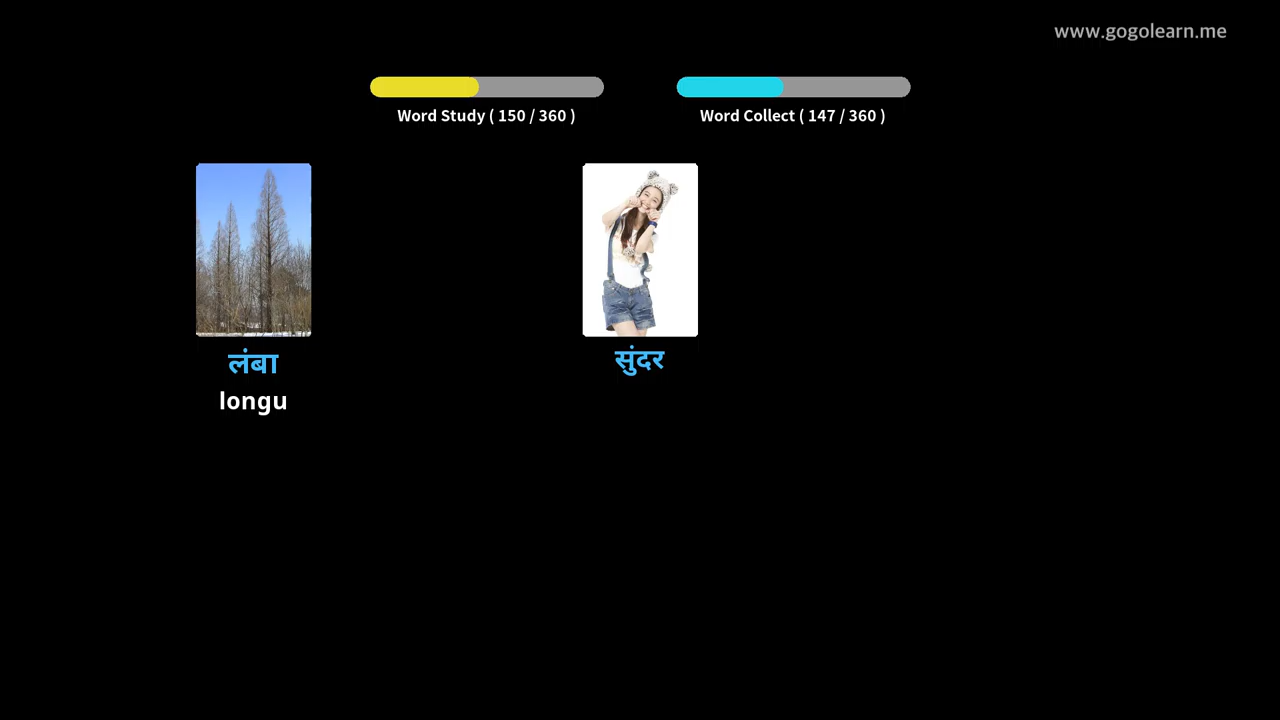 www.gogolearn.me
Word Study ( 150 / 360 )
Word Collect ( 147 / 360 )
लंबा
longu
सुंदर